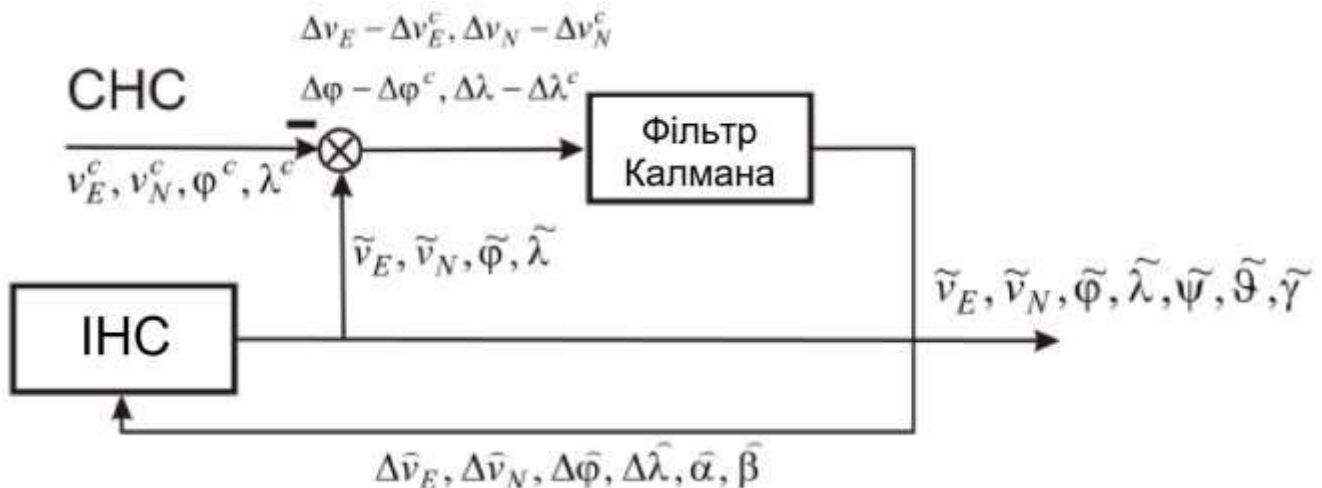 Δv_E − Δv_E^c, Δv_N − Δv_N^c
Δφ − Δφ^c, Δλ − Δλ^c
СНС
−
v_E^c, v_N^c, φ^c, λ^c
Фільтр
Калмана
ṽ_E, ṽ_N, φ̃, λ̃
ṽ_E, ṽ_N, φ̃, λ̃, ψ̃, ϑ̃, γ̃
ІНС
Δv̂_E, Δv̂_N, Δφ̂, Δλ̂, α̂, β̂